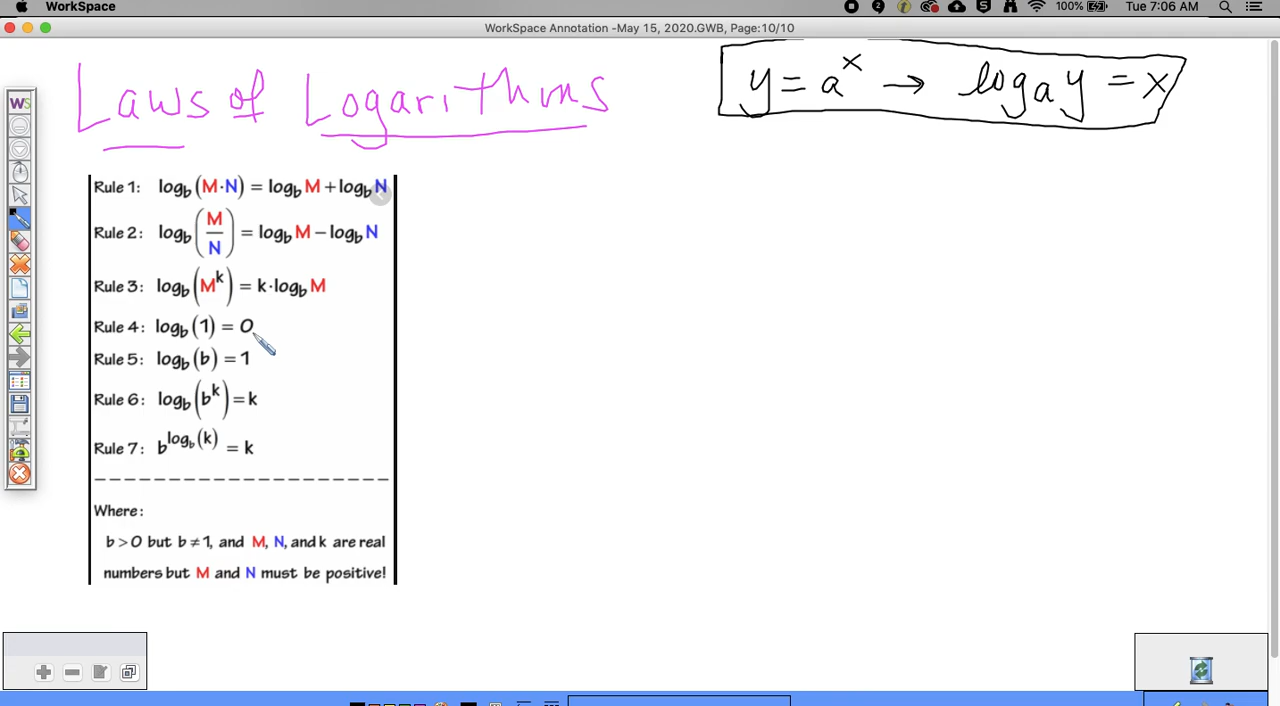 WorkSpace
2
100%
Tue 7:06 AM
WorkSpace Annotation -May 15, 2020.GWB, Page:10/10
WS
Laws of Logarithms
y = a^x → log_a y = x
Rule 1: log_b (M·N) = log_b M + log_b N
Rule 2: log_b (M/N) = log_b M − log_b N
Rule 3: log_b (M^k) = k·log_b M
Rule 4: log_b (1) = 0
Rule 5: log_b (b) = 1
Rule 6: log_b (b^k) = k
Rule 7: b^(log_b (k)) = k
Where:
b > 0 but b ≠ 1, and M, N, and k are real
numbers but M and N must be positive!